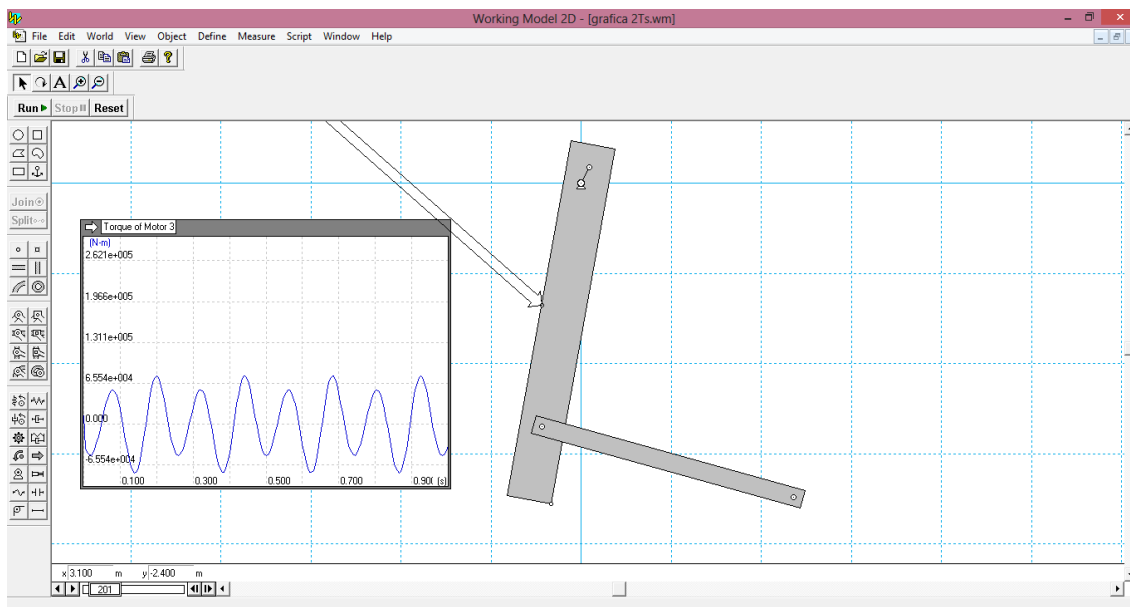 Working Model 2D - [grafica 2Ts.wm]
File Edit World View Object Define Measure Script Window Help
A
Run Stop Reset
Join
Split
Torque of Motor 3
(N·m)
2.621e+005
1.966e+005
1.311e+005
6.554e+004
0.000
-6.554e+004
0.100 0.300 0.500 0.700 0.90( (s)
x 3.100 m y -2.400 m
201